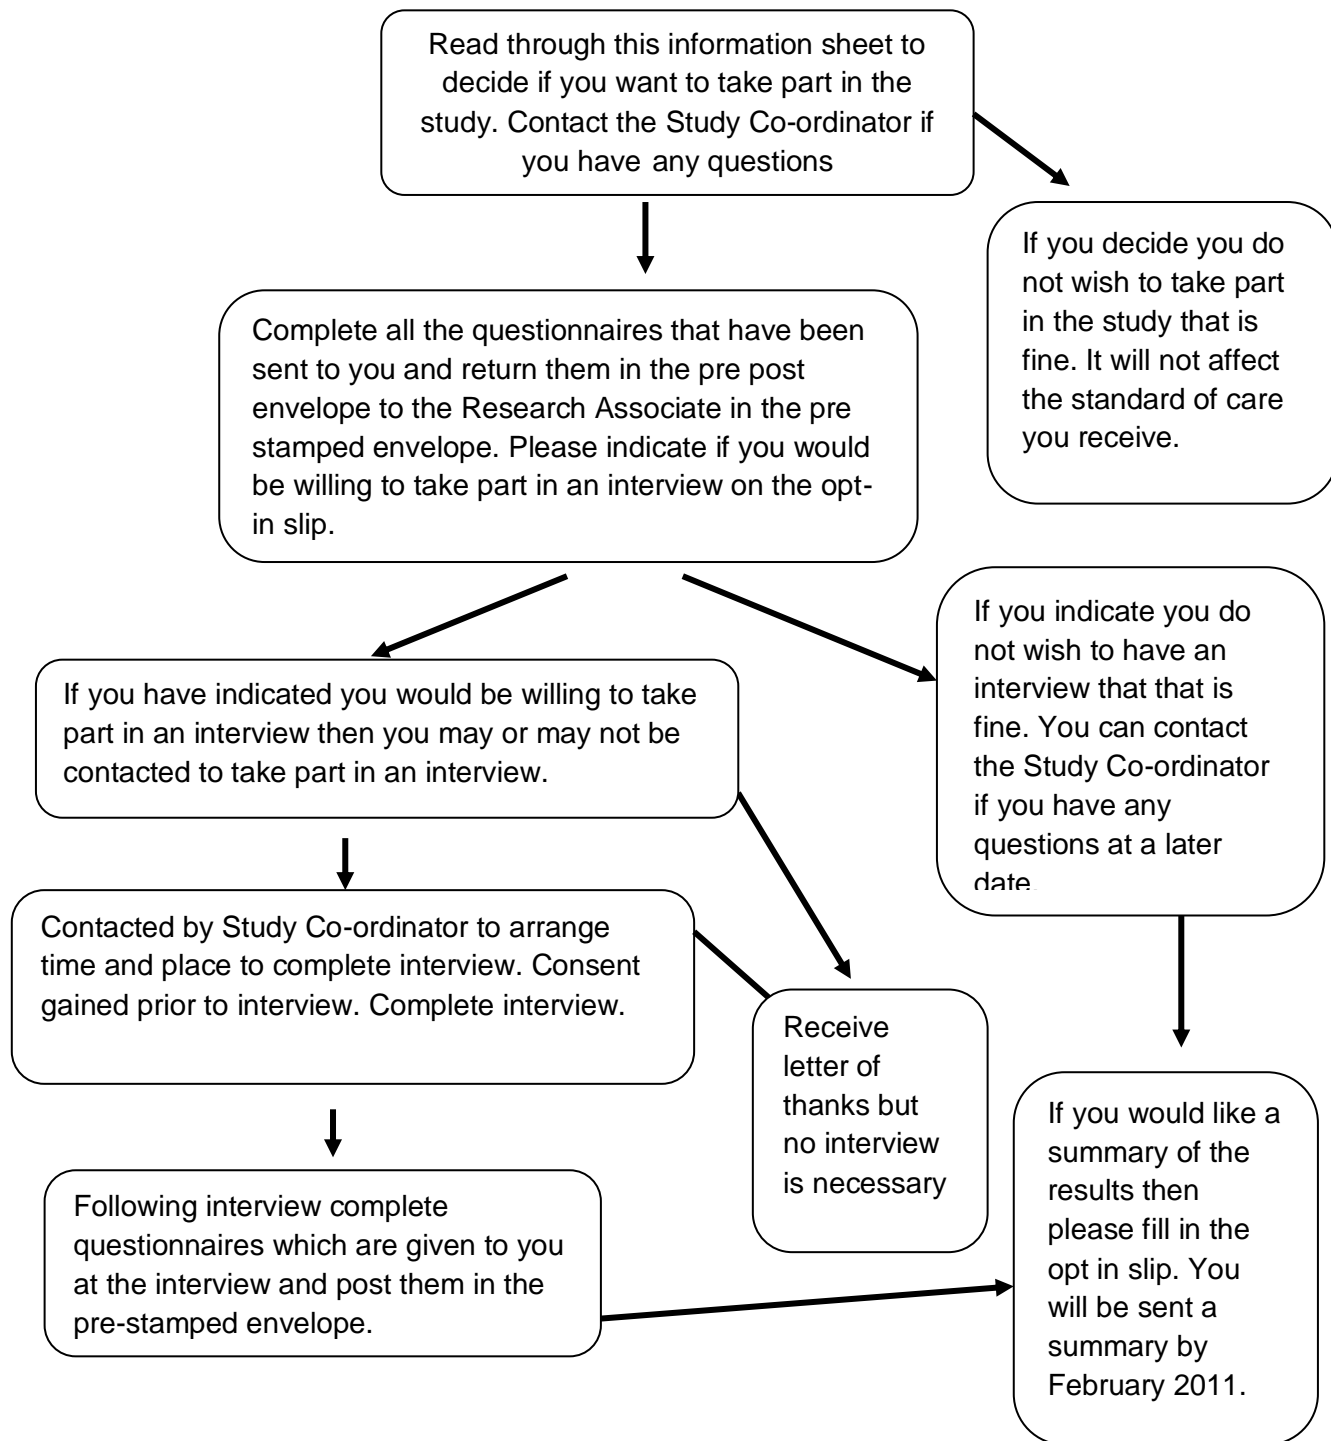 Read through this information sheet to
decide if you want to take part in the
study. Contact the Study Co-ordinator if
you have any questions
If you decide you do
not wish to take part
in the study that is
fine. It will not affect
the standard of care
you receive.
Complete all the questionnaires that have been
sent to you and return them in the pre post
envelope to the Research Associate in the pre
stamped envelope. Please indicate if you would
be willing to take part in an interview on the opt-
in slip.
If you indicate you do
not wish to have an
interview that that is
fine. You can contact
the Study Co-ordinator
if you have any
questions at a later
date.
If you have indicated you would be willing to take
part in an interview then you may or may not be
contacted to take part in an interview.
Contacted by Study Co-ordinator to arrange
time and place to complete interview. Consent
gained prior to interview. Complete interview.
Receive
letter of
thanks but
no interview
is necessary
Following interview complete
questionnaires which are given to you
at the interview and post them in the
pre-stamped envelope.
If you would like a
summary of the
results then
please fill in the
opt in slip. You
will be sent a
summary by
February 2011.